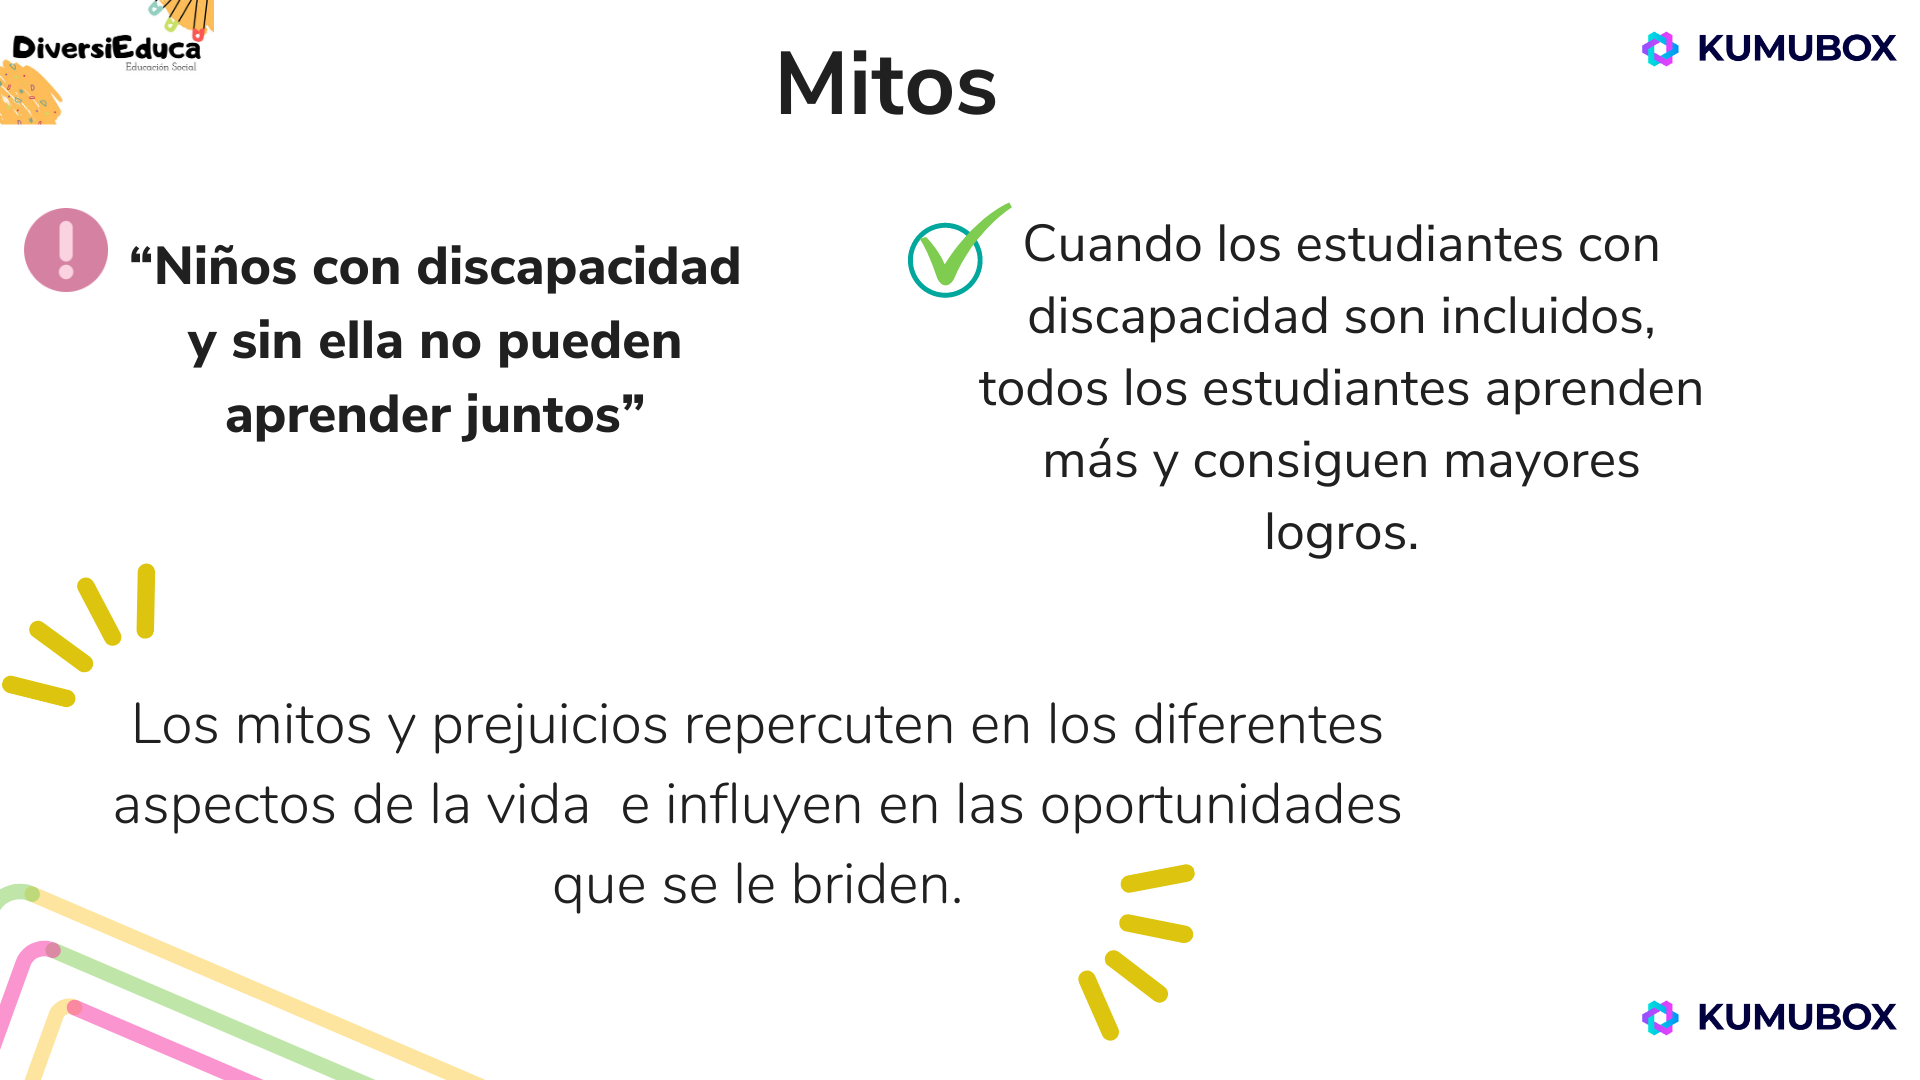 DiversiEduca
Educación Social
KUMUBOX
Mitos
“Niños con discapacidad
y sin ella no pueden
aprender juntos”
Cuando los estudiantes con
discapacidad son incluidos,
todos los estudiantes aprenden
más y consiguen mayores
logros.
Los mitos y prejuicios repercuten en los diferentes
aspectos de la vida  e influyen en las oportunidades
que se le briden.
KUMUBOX